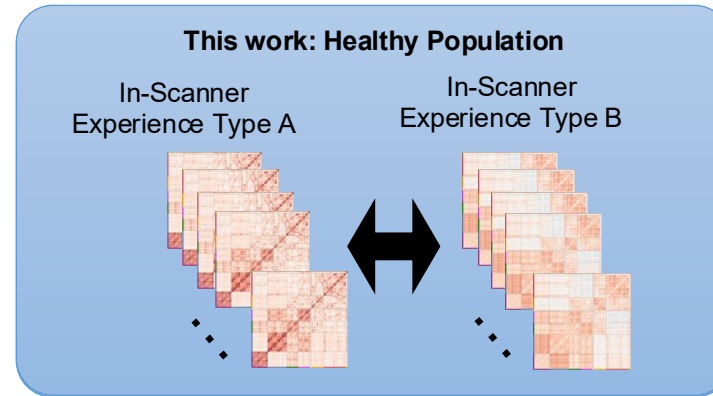 This work: Healthy Population
In-Scanner
Experience Type A
In-Scanner
Experience Type B